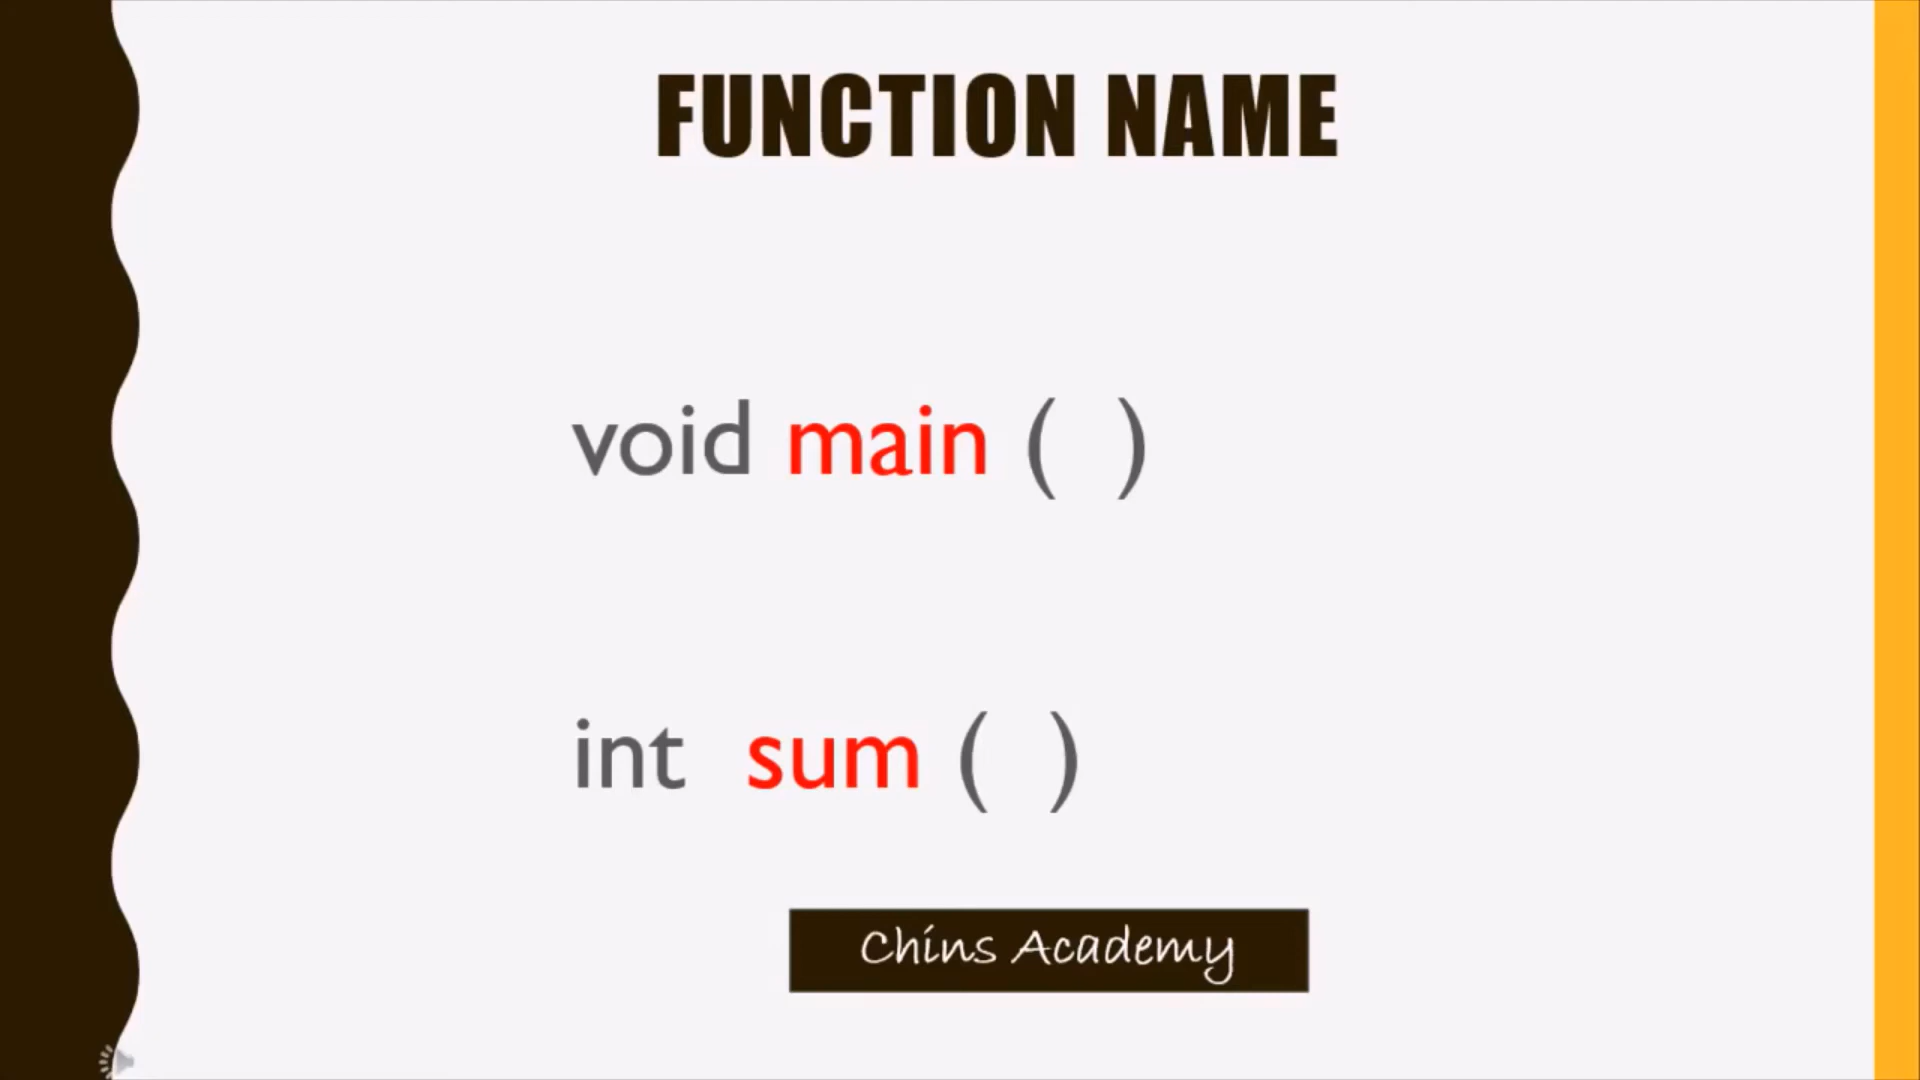 FUNCTION NAME
void main ( )
int sum ( )
Chins Academy